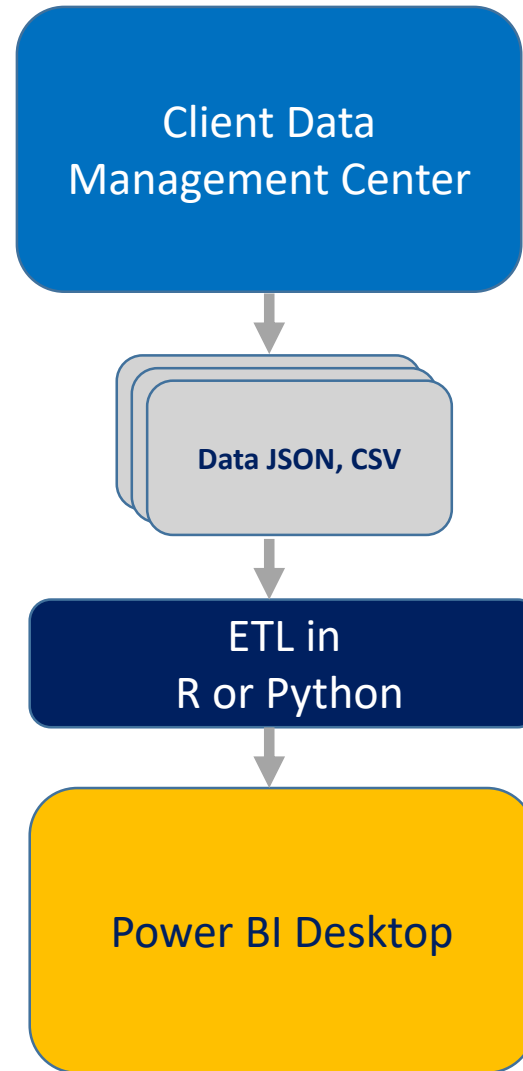 Client Data
Management Center
Data JSON, CSV
ETL in
R or Python
Power BI Desktop